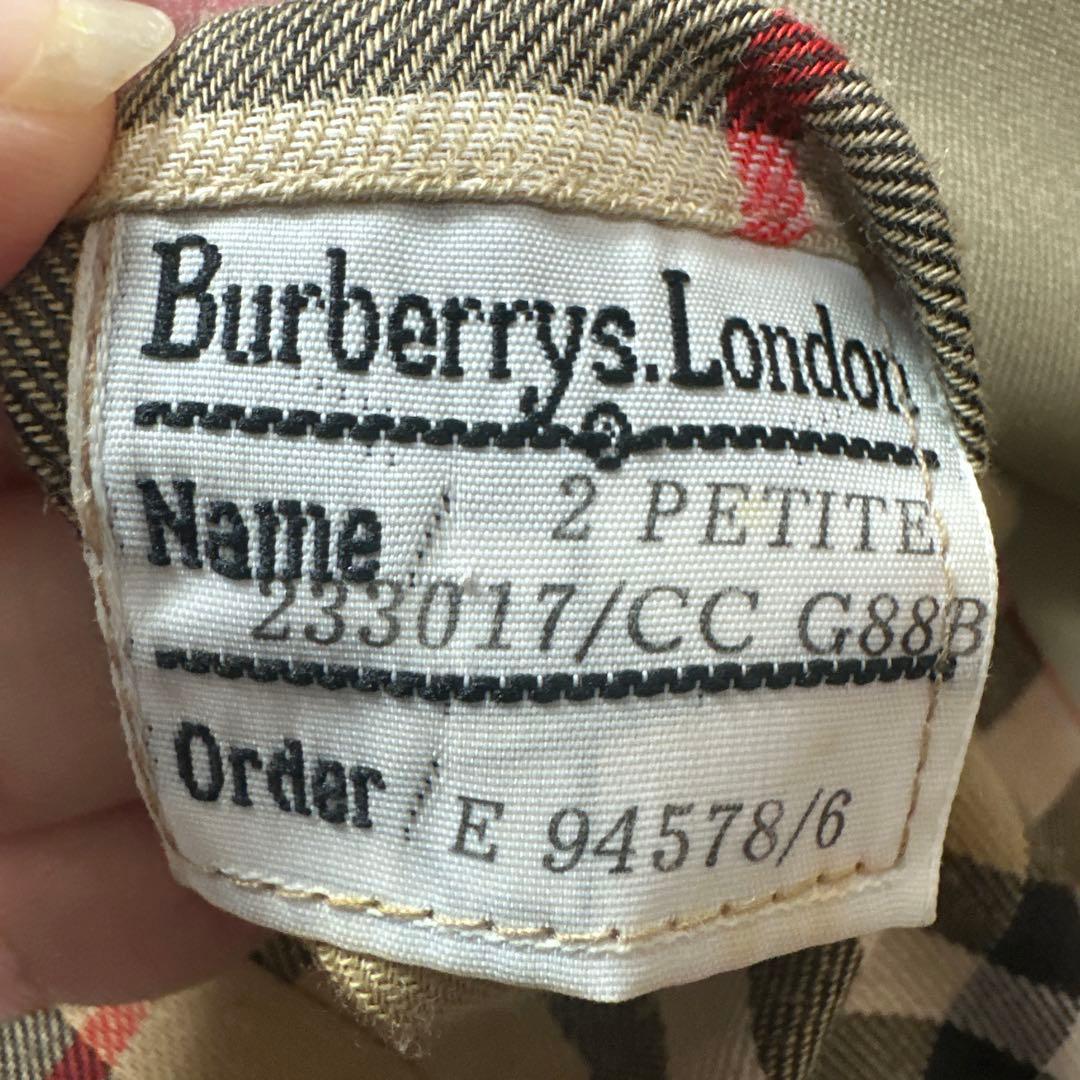 Burberrys.London
Name 2 PETITE
233017/CC G88B
Order E 94578/6